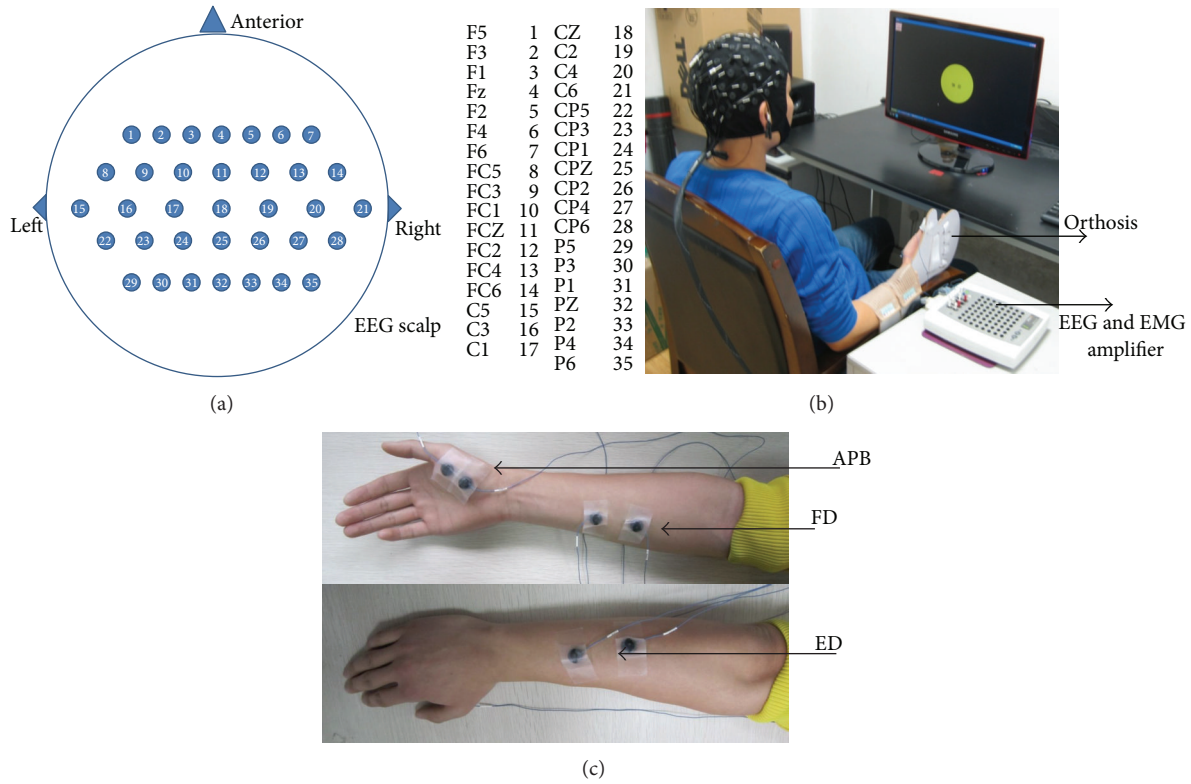 Anterior
1 2 3 4 5 6 7
8 9 10 11 12 13 14
15 16 17 18 19 20 21
22 23 24 25 26 27 28
29 30 31 32 33 34 35
Left
Right
EEG scalp
F5 1
F3 2
F1 3
Fz 4
F2 5
F4 6
F6 7
FC5 8
FC3 9
FC1 10
FCZ 11
FC2 12
FC4 13
FC6 14
C5 15
C3 16
C1 17
CZ 18
C2 19
C4 20
C6 21
CP5 22
CP3 23
CP1 24
CPZ 25
CP2 26
CP4 27
CP6 28
P5 29
P3 30
P1 31
PZ 32
P2 33
P4 34
P6 35
(a)
Orthosis
EEG and EMG
amplifier
(b)
APB
FD
ED
(c)